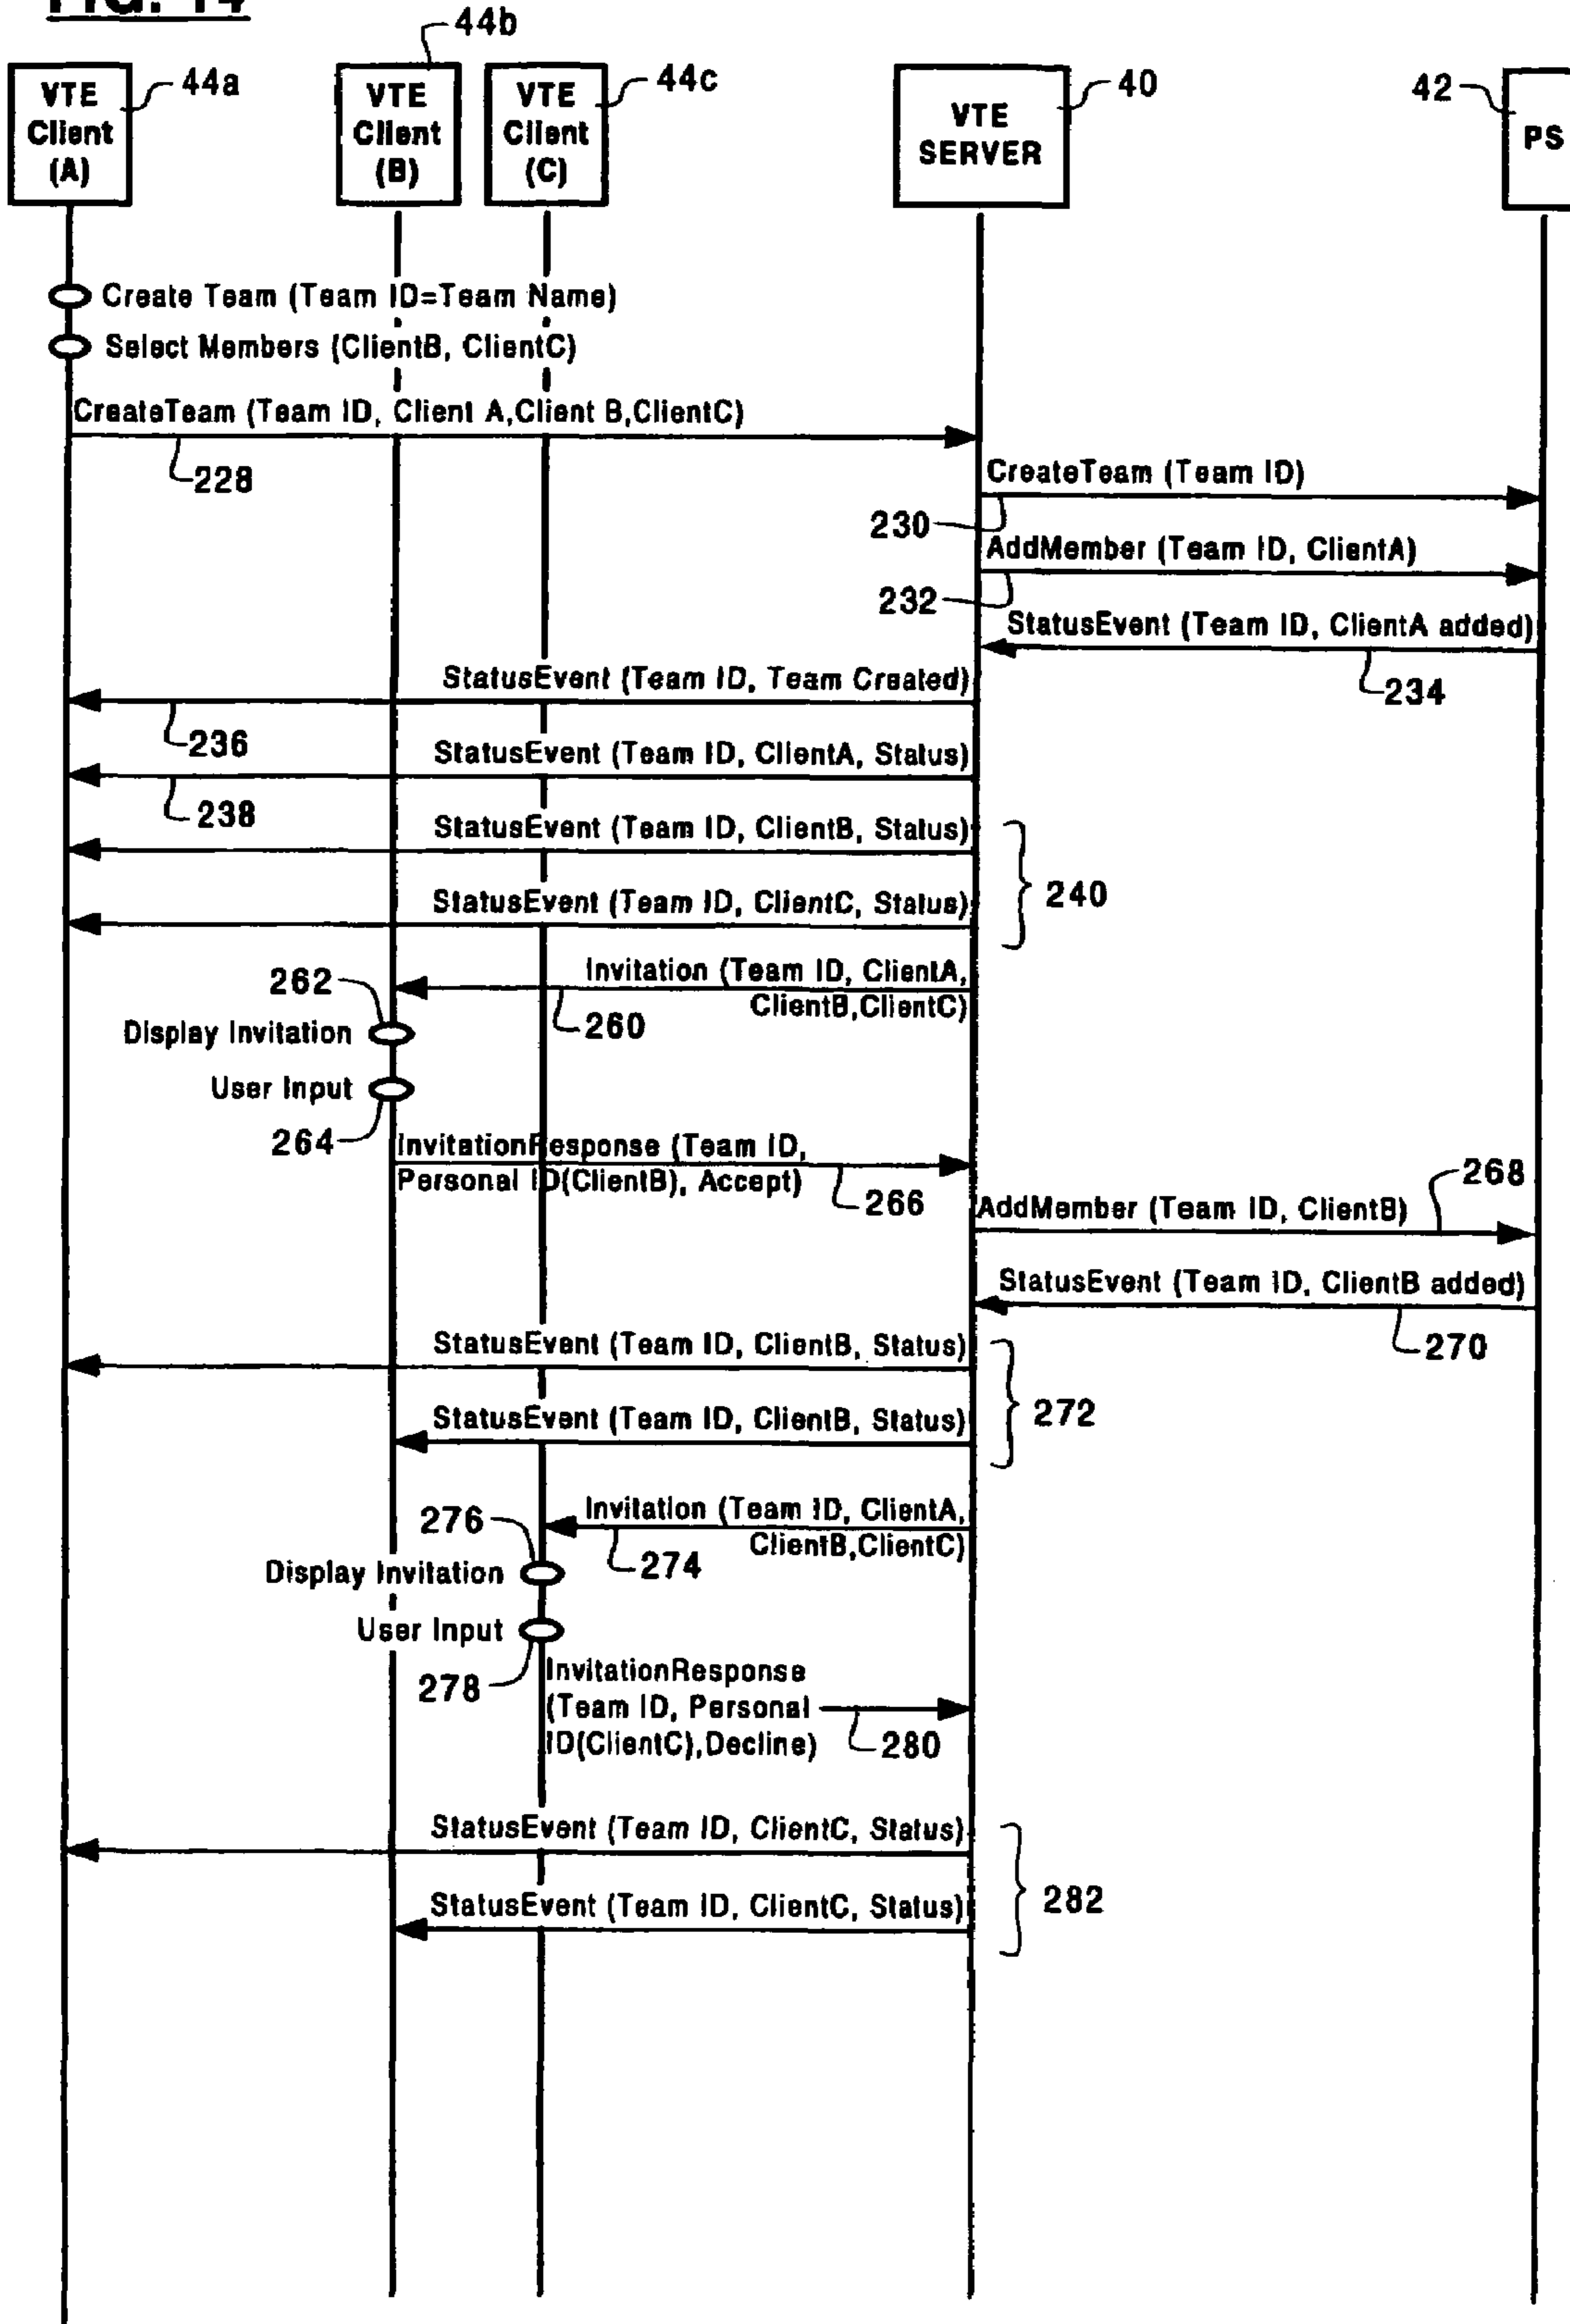 FIG. 14
44b
44a
44c
40
42
VTE
Client
(A)
VTE
Client
(B)
VTE
Client
(C)
VTE
SERVER
PS
Create Team (Team ID=Team Name)
Select Members (ClientB, ClientC)
CreateTeam (Team ID, Client A,Client B,ClientC)
228
CreateTeam (Team ID)
230
AddMember (Team ID, ClientA)
232
StatusEvent (Team ID, ClientA added)
234
StatusEvent (Team ID, Team Created)
236
StatusEvent (Team ID, ClientA, Status)
238
StatusEvent (Team ID, ClientB, Status)
240
StatusEvent (Team ID, ClientC, Status)
Invitation (Team ID, ClientA,
ClientB,ClientC)
262
260
Display Invitation
User Input
264
InvitationResponse (Team ID,
Personal ID(ClientB), Accept)
266
268
AddMember (Team ID, ClientB)
StatusEvent (Team ID, ClientB added)
270
StatusEvent (Team ID, ClientB, Status)
272
StatusEvent (Team ID, ClientB, Status)
Invitation (Team ID, ClientA,
ClientB,ClientC)
276
274
Display Invitation
User Input
278
InvitationResponse
(Team ID, Personal
ID(ClientC),Decline)
280
StatusEvent (Team ID, ClientC, Status)
282
StatusEvent (Team ID, ClientC, Status)